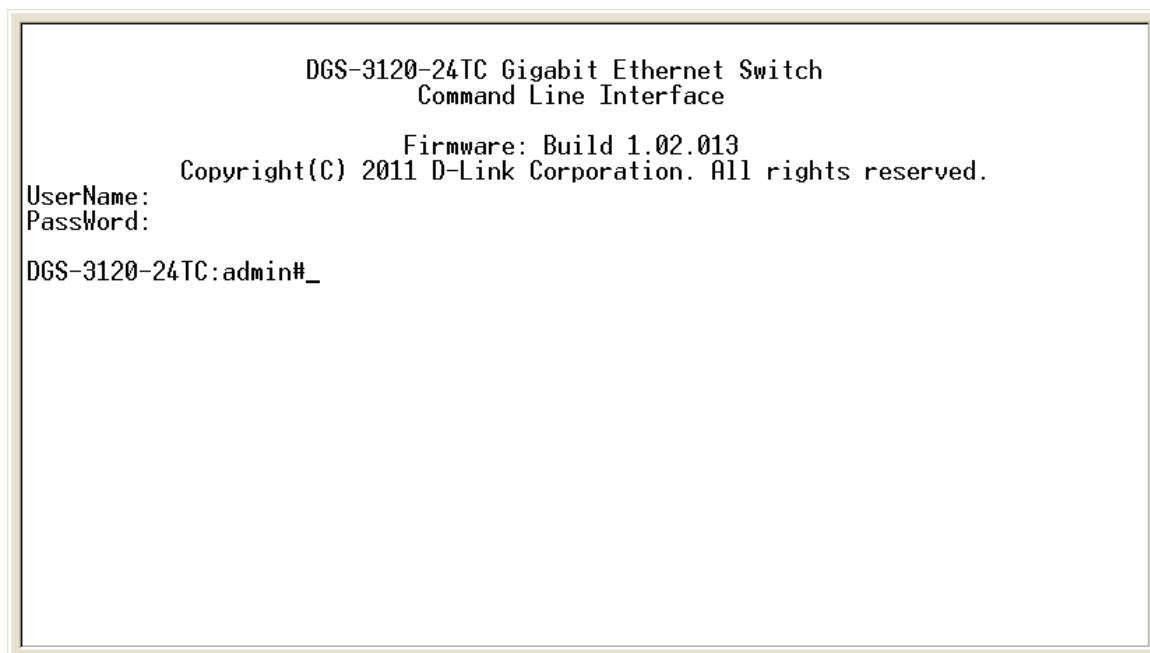 DGS-3120-24TC Gigabit Ethernet Switch
Command Line Interface
Firmware: Build 1.02.013
Copyright(C) 2011 D-Link Corporation. All rights reserved.
UserName:
PassWord:
DGS-3120-24TC:admin#_